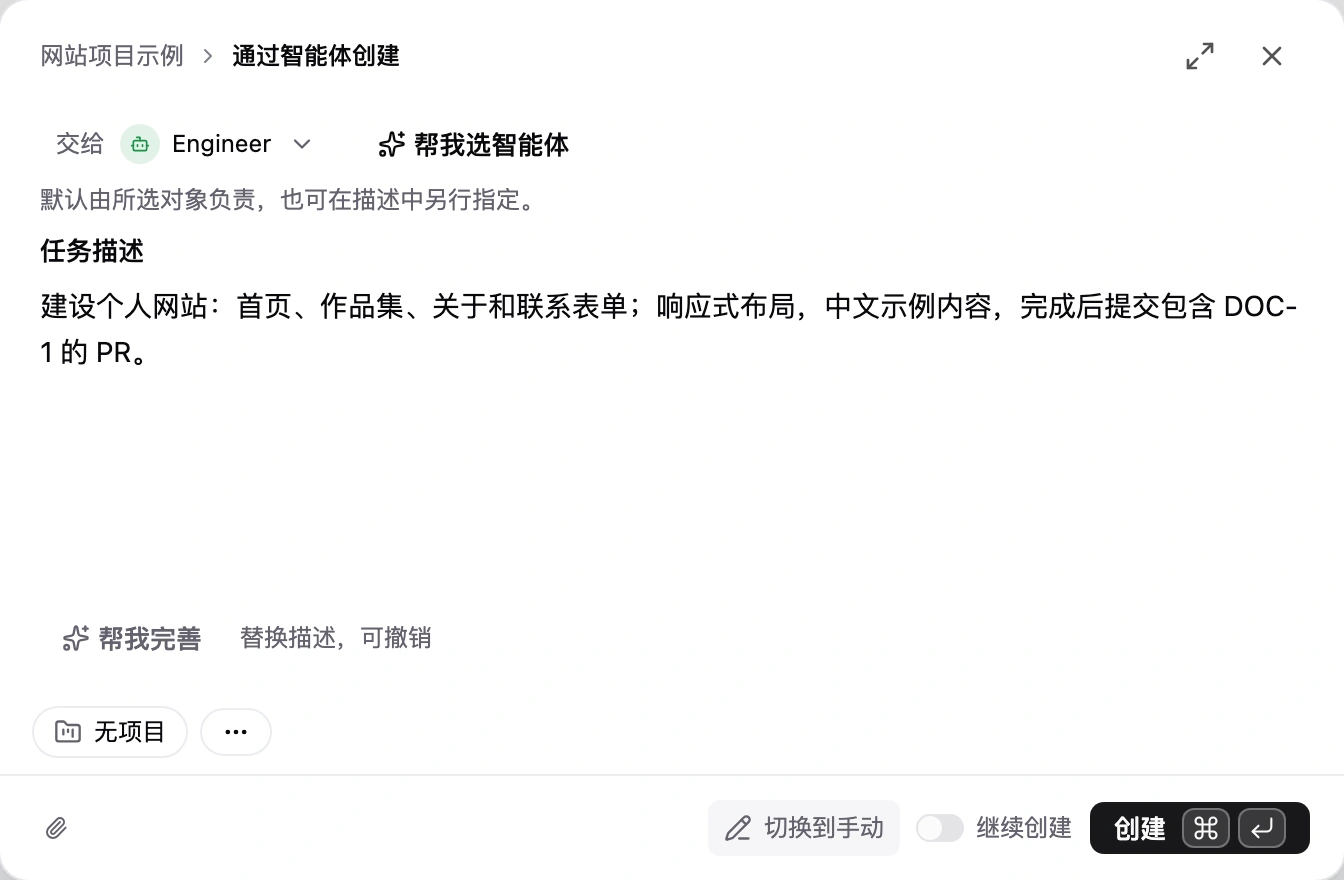 网站项目示例 > 通过智能体创建
交给 Engineer 帮我选智能体
默认由所选对象负责，也可在描述中另行指定。
任务描述
建设个人网站：首页、作品集、关于和联系表单；响应式布局，中文示例内容，完成后提交包含 DOC-
1 的 PR。
帮我完善 替换描述，可撤销
无项目 ···
切换到手动 继续创建 创建 ⌘ ↵